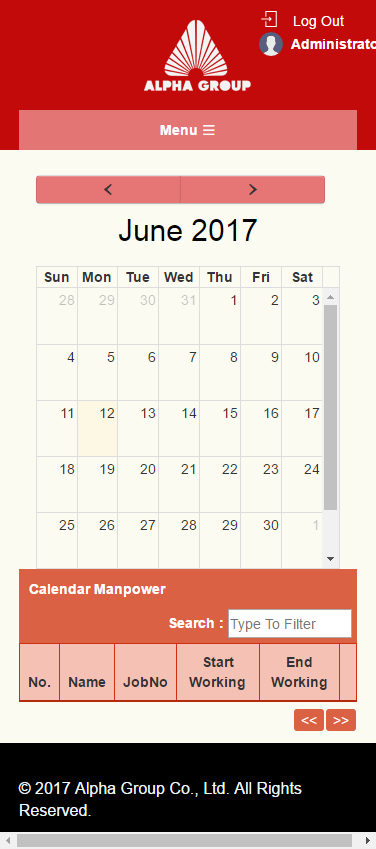 Log Out
Administrato
ALPHA GROUP
Menu ☰
< >
June 2017
Sun Mon Tue Wed Thu Fri Sat
28 29 30 31 1 2 3
4 5 6 7 8 9 10
11 12 13 14 15 16 17
18 19 20 21 22 23 24
25 26 27 28 29 30 1
Calendar Manpower
Search : Type To Filter
No. Name JobNo Start Working End Working
<< >>
© 2017 Alpha Group Co., Ltd. All Rights
Reserved.